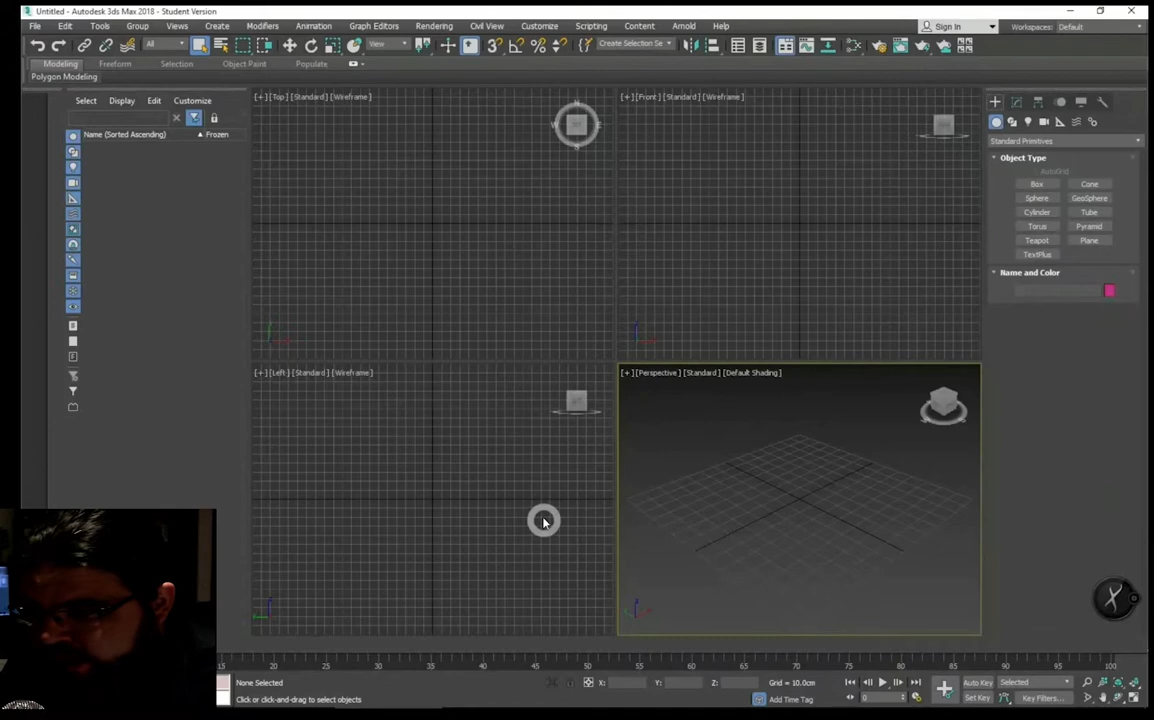 Untitled - Autodesk 3ds Max 2018 - Student Version
File Edit Tools Group Views Create Modifiers Animation Graph Editors Rendering Civil View Customize Scripting Content Arnold Help Sign In Workspaces: Default
All View Create Selection Se
Modeling Freeform Selection Object Paint Populate
Polygon Modeling
Select Display Edit Customize
Name (Sorted Ascending) Frozen
[+] [Top] [Standard] [Wireframe]
[+] [Front] [Standard] [Wireframe]
[+] [Left] [Standard] [Wireframe]
[+] [Perspective] [Standard] [Default Shading]
Standard Primitives
Object Type
AutoGrid
Box Cone
Sphere GeoSphere
Cylinder Tube
Torus Pyramid
Teapot Plane
TextPlus
Name and Color
15 20 25 30 35 40 45 50 55 60 65 70 75 80 85 90 95 100
None Selected X: Y: Z: Grid = 10.0cm Auto Key Selected
Click or click-and-drag to select objects Add Time Tag 0 Set Key Key Filters...